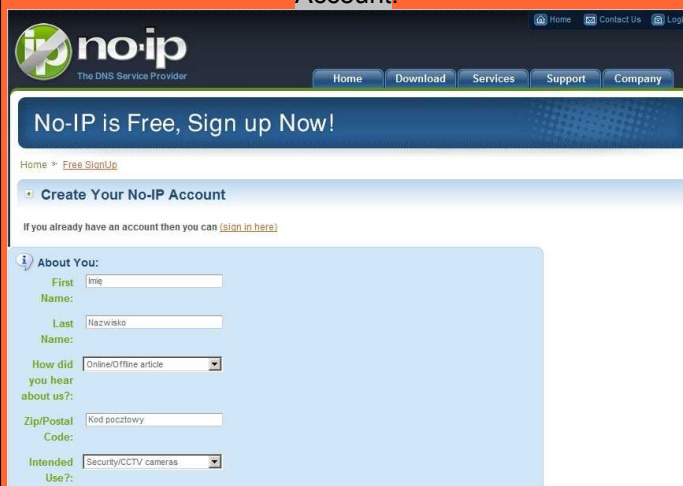 Account:
Home Contact Us
no-ip
The DNS Service Provider
Home Download Services Support Company
No-IP is Free, Sign up Now!
Home > Free SignUp
Create Your No-IP Account
If you already have an account then you can (sign in here)
About You:
First Name: Imię
Last Name: Nazwisko
How did you hear about us?: Online/Offline article
Zip/Postal Code: Kod pocztowy
Intended Use?: Security/CCTV cameras